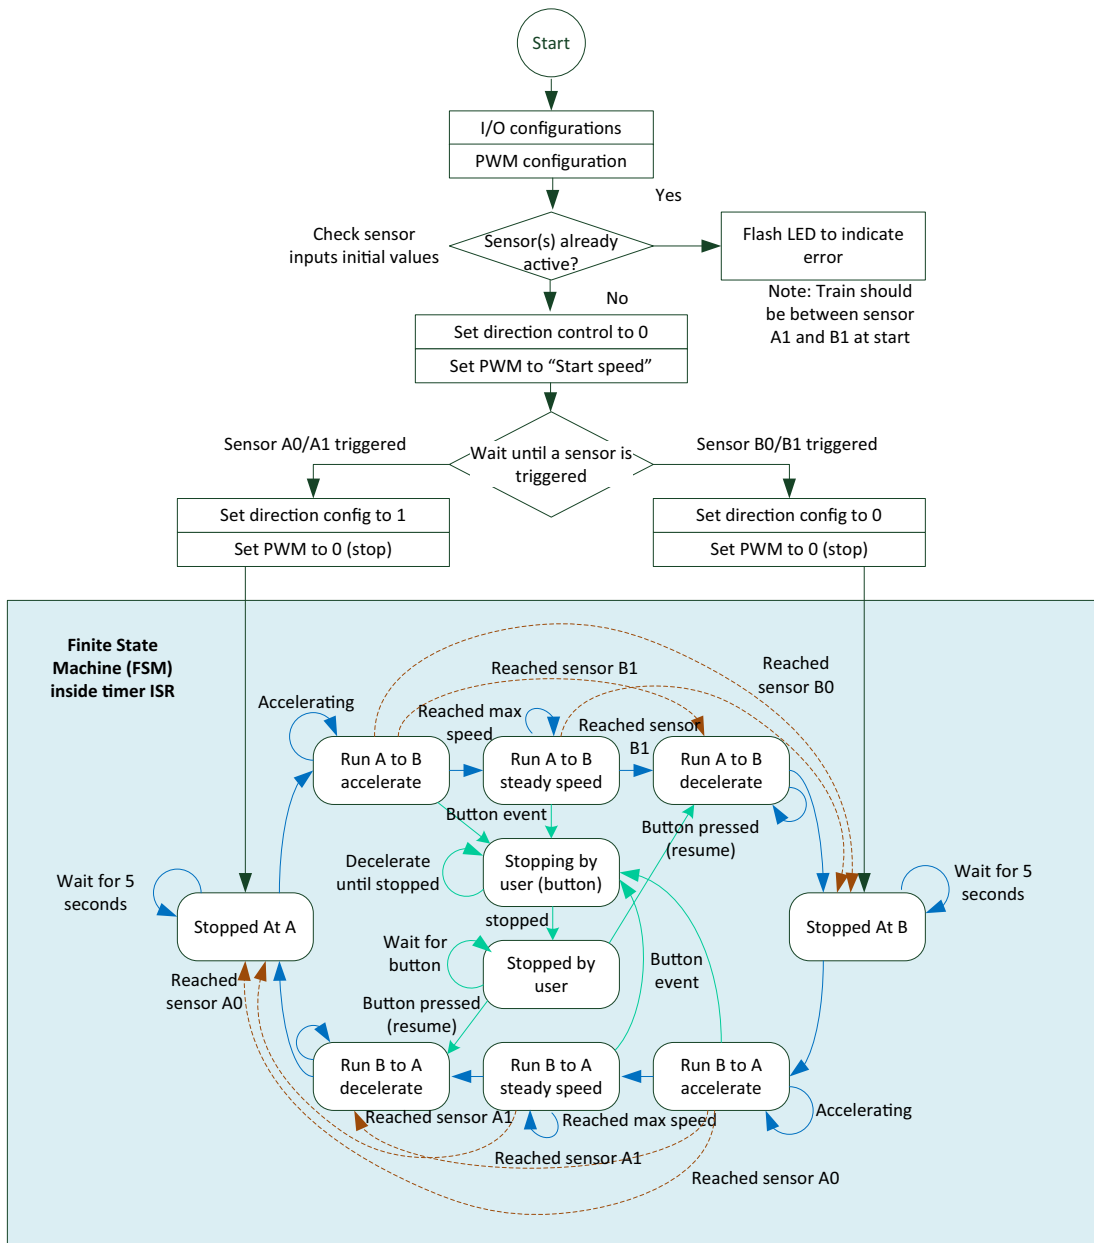 Start
I/O configurations
PWM configuration
Yes
Check sensor
inputs initial values
Sensor(s) already
active?
Flash LED to indicate
error
No
Note: Train should
be between sensor
A1 and B1 at start
Set direction control to 0
Set PWM to “Start speed”
Sensor A0/A1 triggered
Wait until a sensor is
triggered
Sensor B0/B1 triggered
Set direction config to 1
Set PWM to 0 (stop)
Set direction config to 0
Set PWM to 0 (stop)
Finite State
Machine (FSM)
inside timer ISR
Reached sensor B1
Reached
sensor B0
Accelerating
Reached max
speed
Reached sensor
B1
Run A to B
accelerate
Run A to B
steady speed
Run A to B
decelerate
Button event
Button pressed
(resume)
Decelerate
until stopped
Stopping by
user (button)
Wait for 5
seconds
Wait for 5
seconds
stopped
Stopped At A
Stopped At B
Wait for
button
Stopped by
user
Button
event
Reached
sensor A0
Button pressed
(resume)
Run B to A
decelerate
Run B to A
steady speed
Run B to A
accelerate
Reached sensor A1
Reached max speed
Accelerating
Reached sensor A1
Reached sensor A0